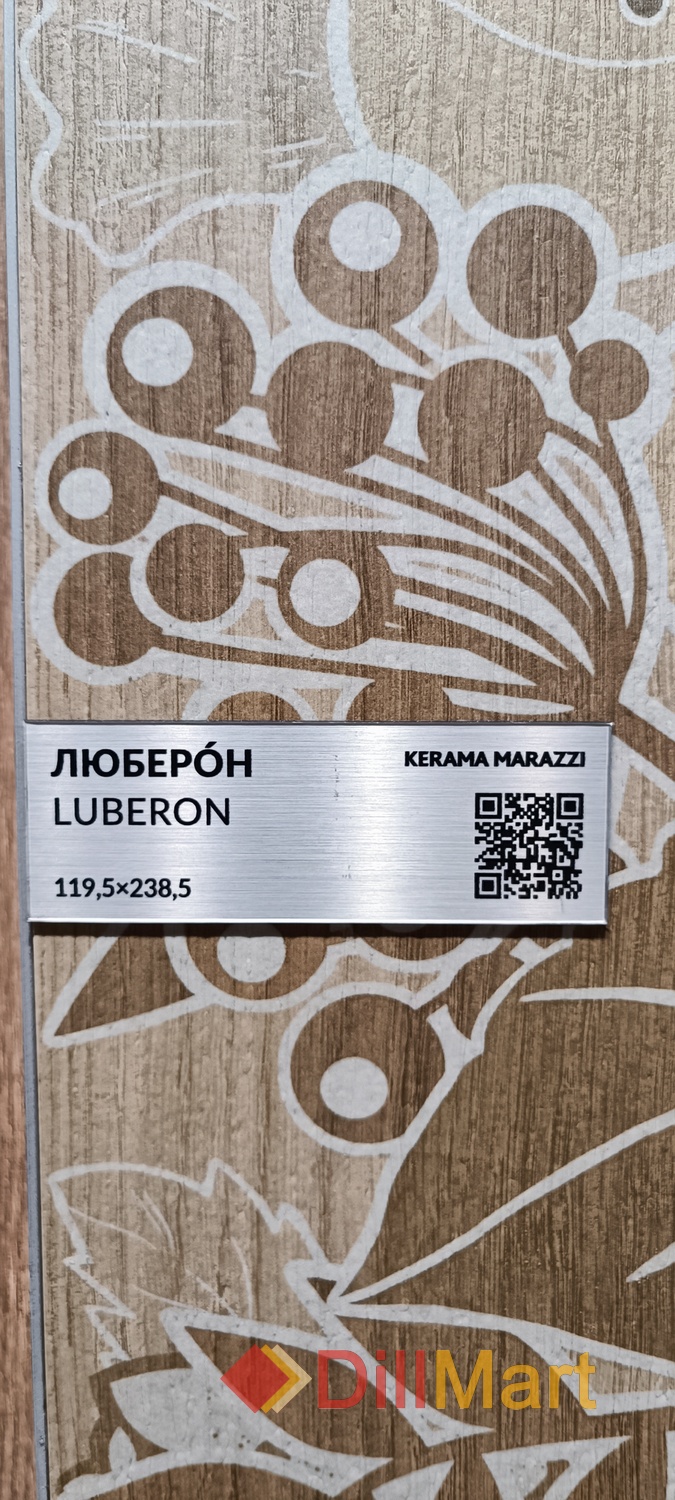 ЛЮБЕРÓН
LUBERON
119,5×238,5
KERAMA MARAZZI
DillMart